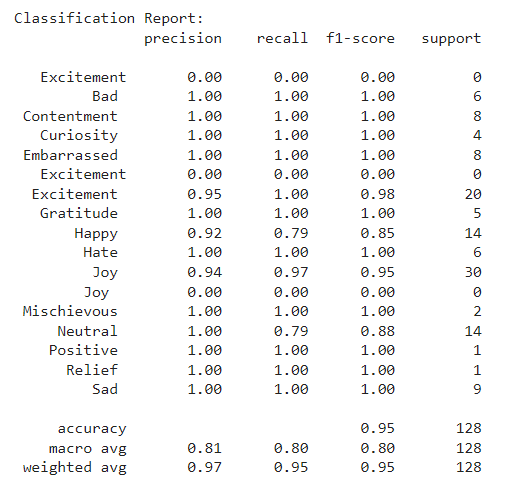 Classification Report:
precision recall f1-score support
Excitement 0.00 0.00 0.00 0
Bad 1.00 1.00 1.00 6
Contentment 1.00 1.00 1.00 8
Curiosity 1.00 1.00 1.00 4
Embarrassed 1.00 1.00 1.00 8
Excitement 0.00 0.00 0.00 0
Excitement 0.95 1.00 0.98 20
Gratitude 1.00 1.00 1.00 5
Happy 0.92 0.79 0.85 14
Hate 1.00 1.00 1.00 6
Joy 0.94 0.97 0.95 30
Joy 0.00 0.00 0.00 0
Mischievous 1.00 1.00 1.00 2
Neutral 1.00 0.79 0.88 14
Positive 1.00 1.00 1.00 1
Relief 1.00 1.00 1.00 1
Sad 1.00 1.00 1.00 9
accuracy 0.95 128
macro avg 0.81 0.80 0.80 128
weighted avg 0.97 0.95 0.95 128